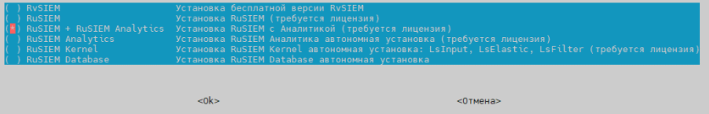 ( ) RvSIEM Установка бесплатной версии RvSIEM
( ) RuSIEM Установка RuSIEM (требуется лицензия)
(*) RuSIEM + RuSIEM Analytics Установка RuSIEM с Аналитикой (требуется лицензия)
( ) RuSIEM Analytics Установка RuSIEM Аналитика автономная установка (требуется лицензия)
( ) RuSIEM Kernel Установка RuSIEM Kernel автономная установка: LsInput, LsElastic, LsFilter (требуется лицензия)
( ) RuSIEM Database Установка RuSIEM Database автономная установка
<Ok> <Отмена>